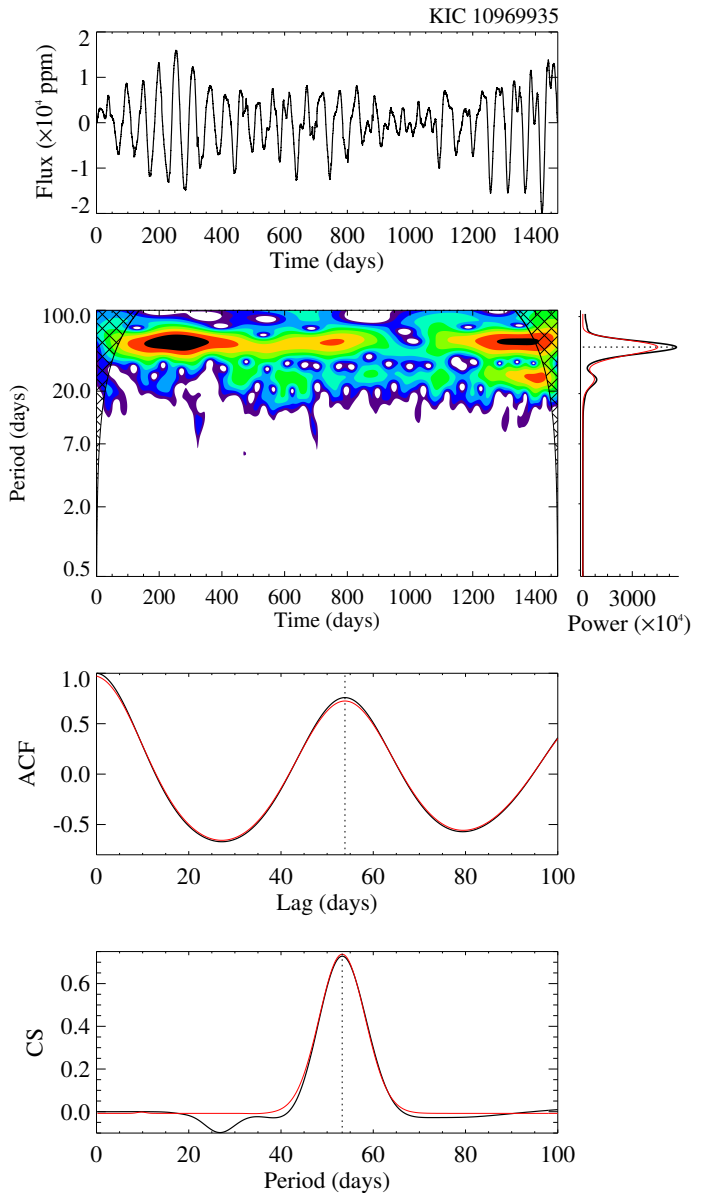 KIC 10969935
2
1
0
-1
-2
Flux (×10⁴ ppm)
0 200 400 600 800 1000 1200 1400
Time (days)
100.0
20.0
7.0
2.0
0.5
Period (days)
0 200 400 600 800 1000 1200 1400
Time (days)
0 3000
Power (×10⁴)
1.0
0.5
0.0
-0.5
ACF
0 20 40 60 80 100
Lag (days)
0.6
0.4
0.2
0.0
CS
0 20 40 60 80 100
Period (days)